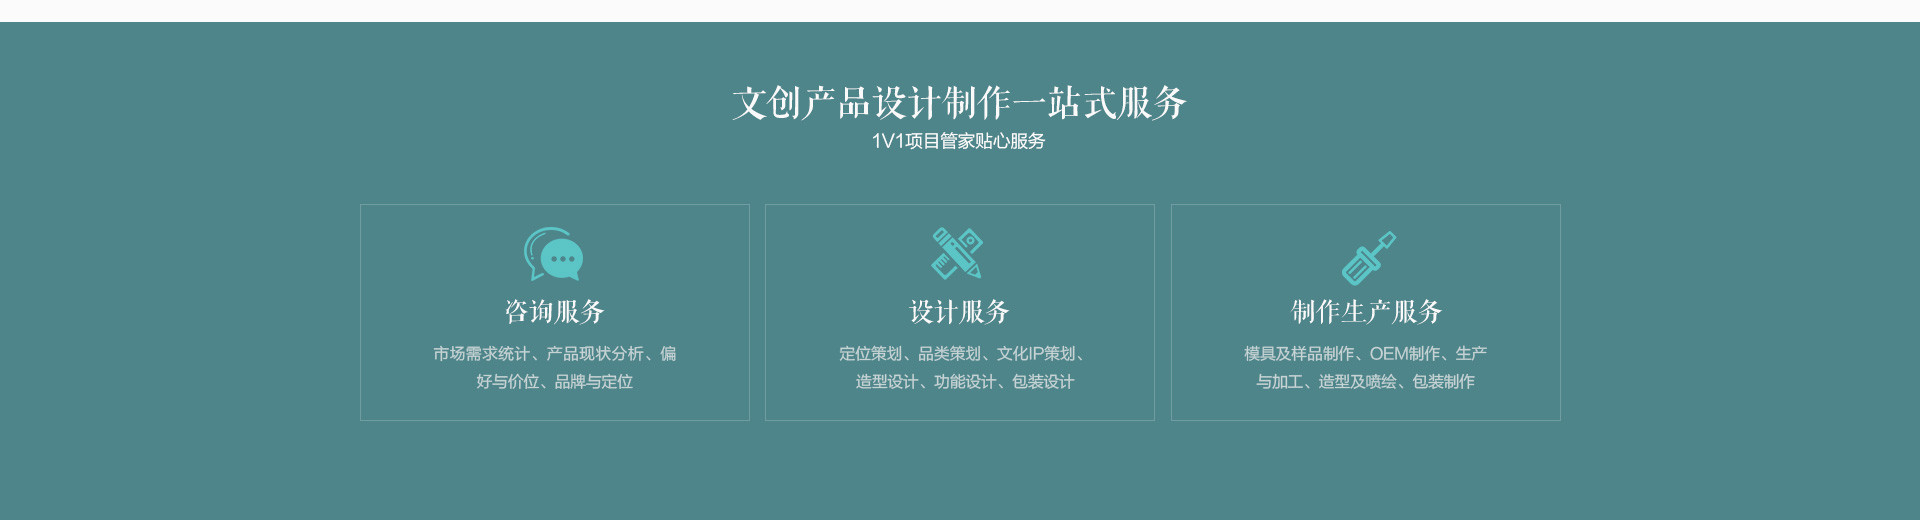 文创产品设计制作一站式服务
1V1项目管家贴心服务
咨询服务
市场需求统计、产品现状分析、偏
好与价位、品牌与定位
设计服务
定位策划、品类策划、文化IP策划、
造型设计、功能设计、包装设计
制作生产服务
模具及样品制作、OEM制作、生产
与加工、造型及喷绘、包装制作